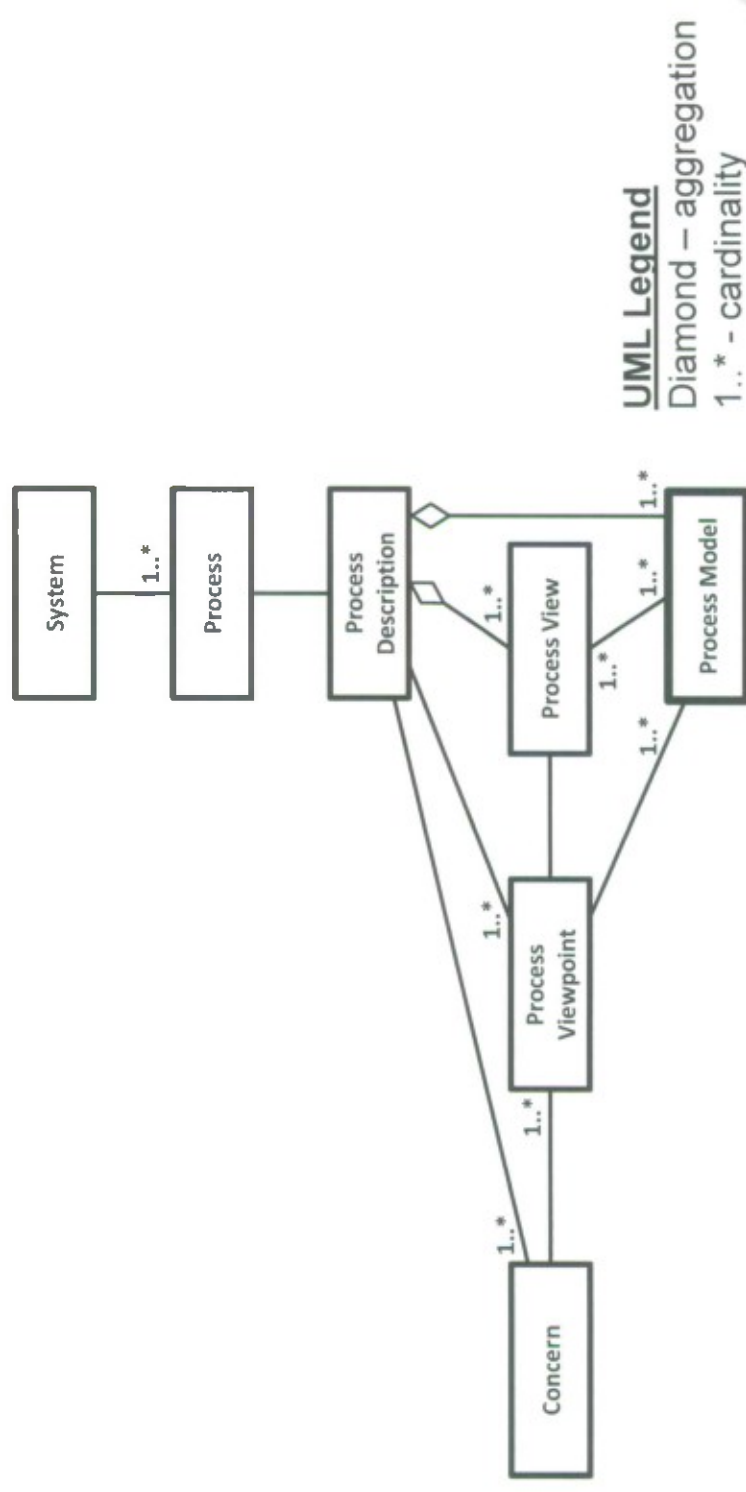 System
1..*
Process
Process
Description
1..*
1..*
1..*
1..*
Concern
1..*
Process
Viewpoint
Process View
1..*
1..*
1..*
Process Model
UML Legend
Diamond – aggregation
1..* - cardinality